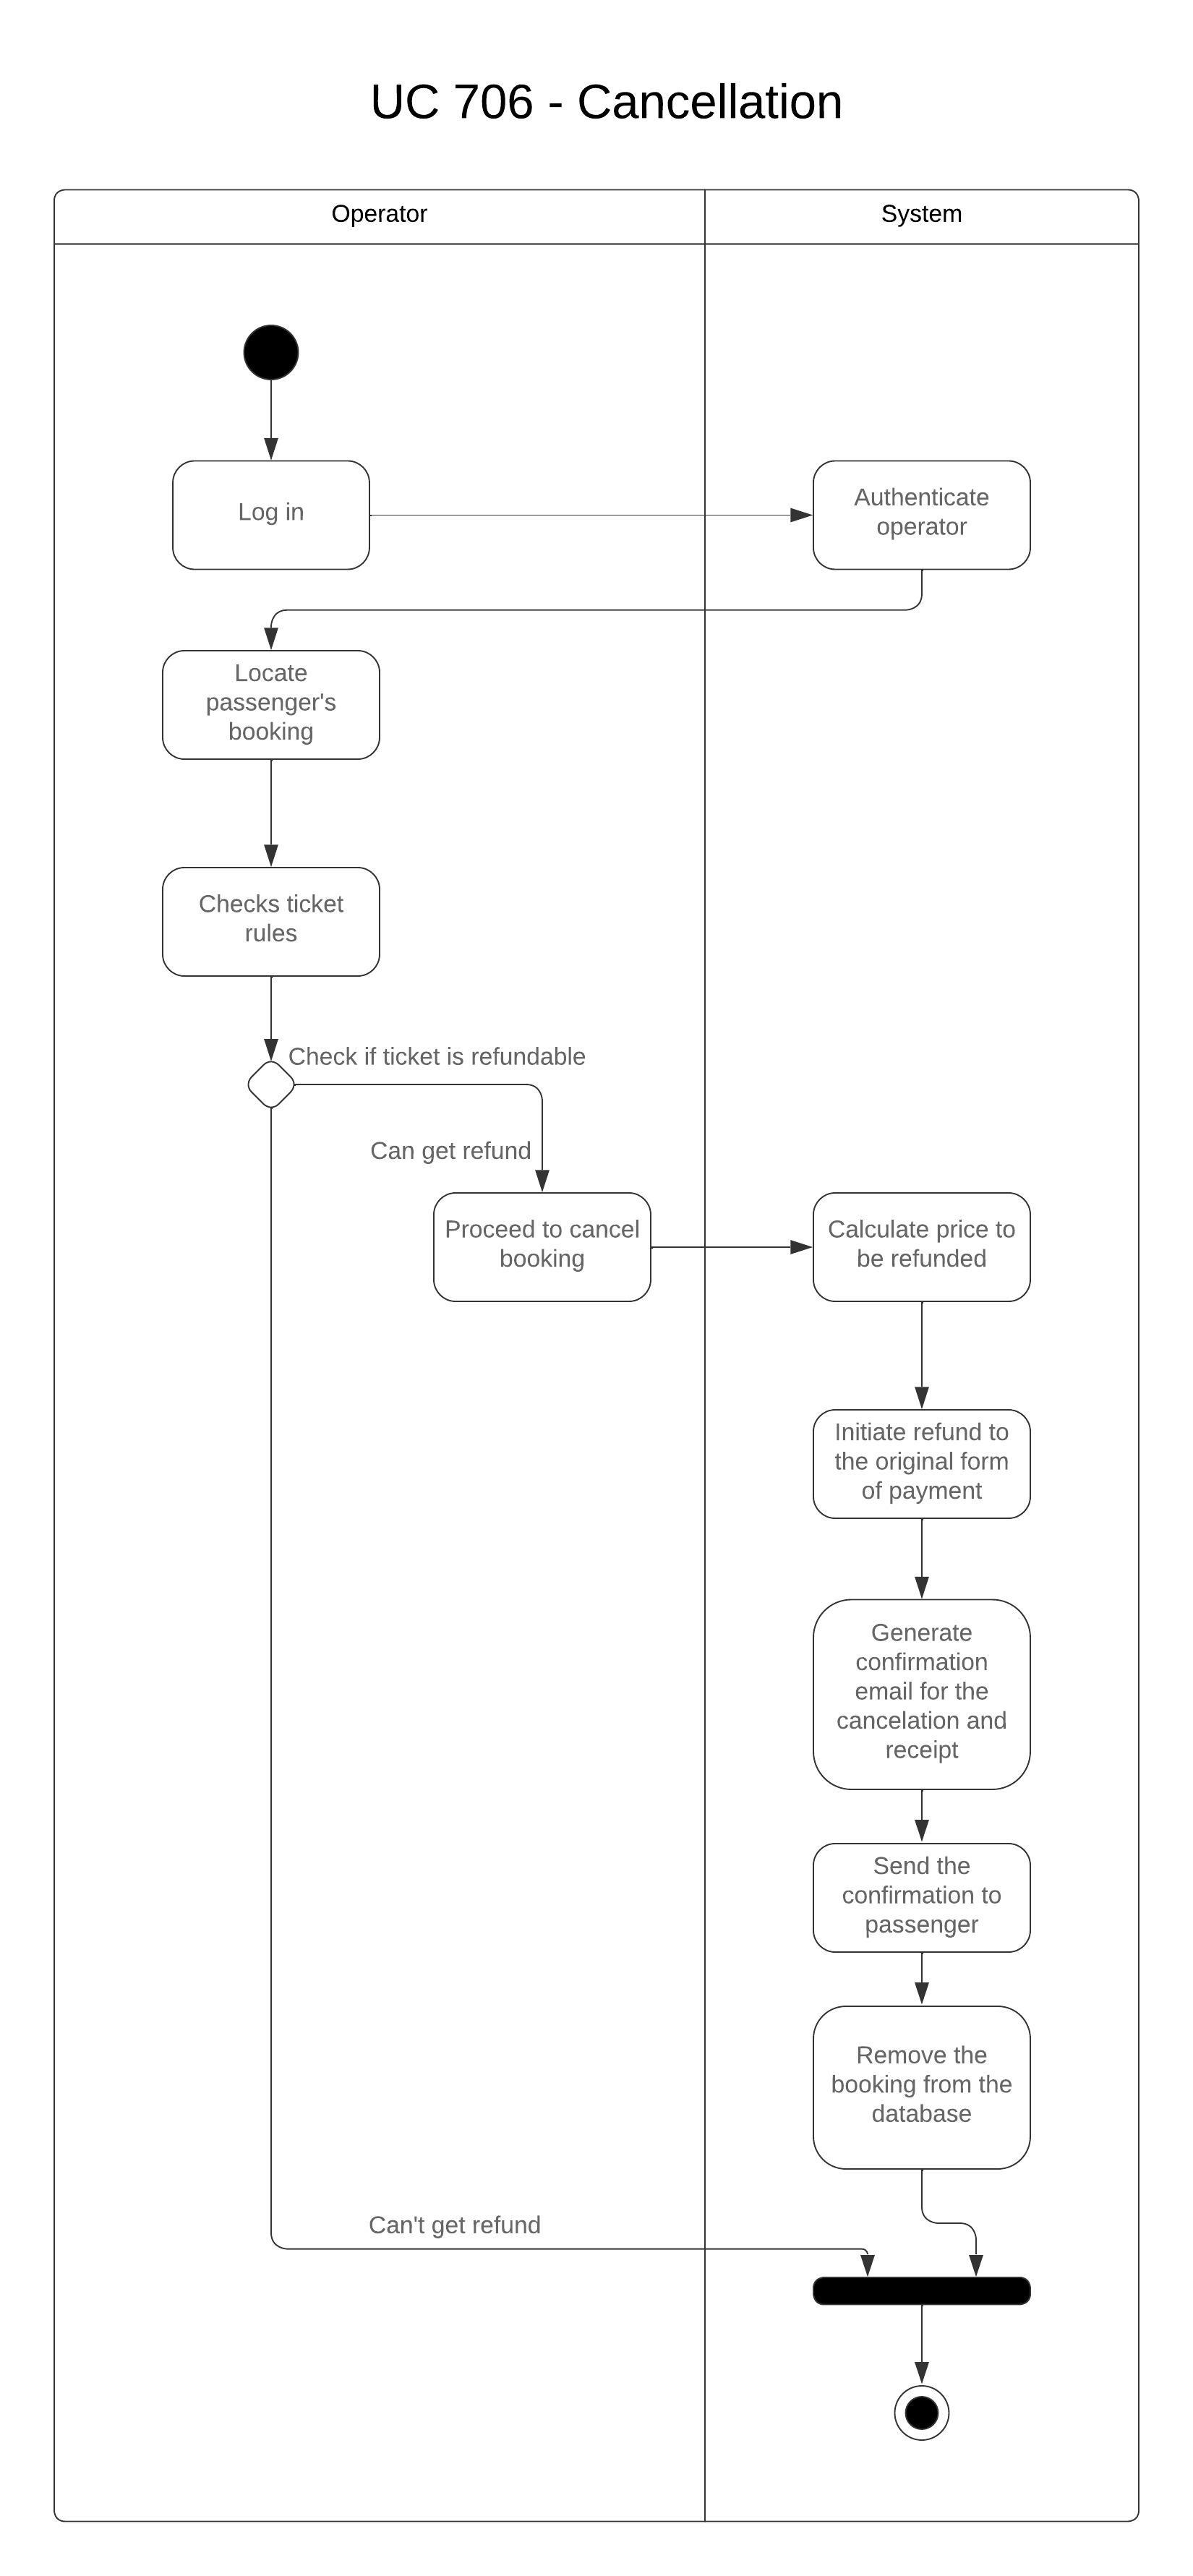 UC 706 - Cancellation
Operator
System
Log in
Authenticate
operator
Locate
passenger's
booking
Checks ticket
rules
Check if ticket is refundable
Can get refund
Proceed to cancel
booking
Calculate price to
be refunded
Initiate refund to
the original form
of payment
Generate
confirmation
email for the
cancelation and
receipt
Send the
confirmation to
passenger
Remove the
booking from the
database
Can't get refund